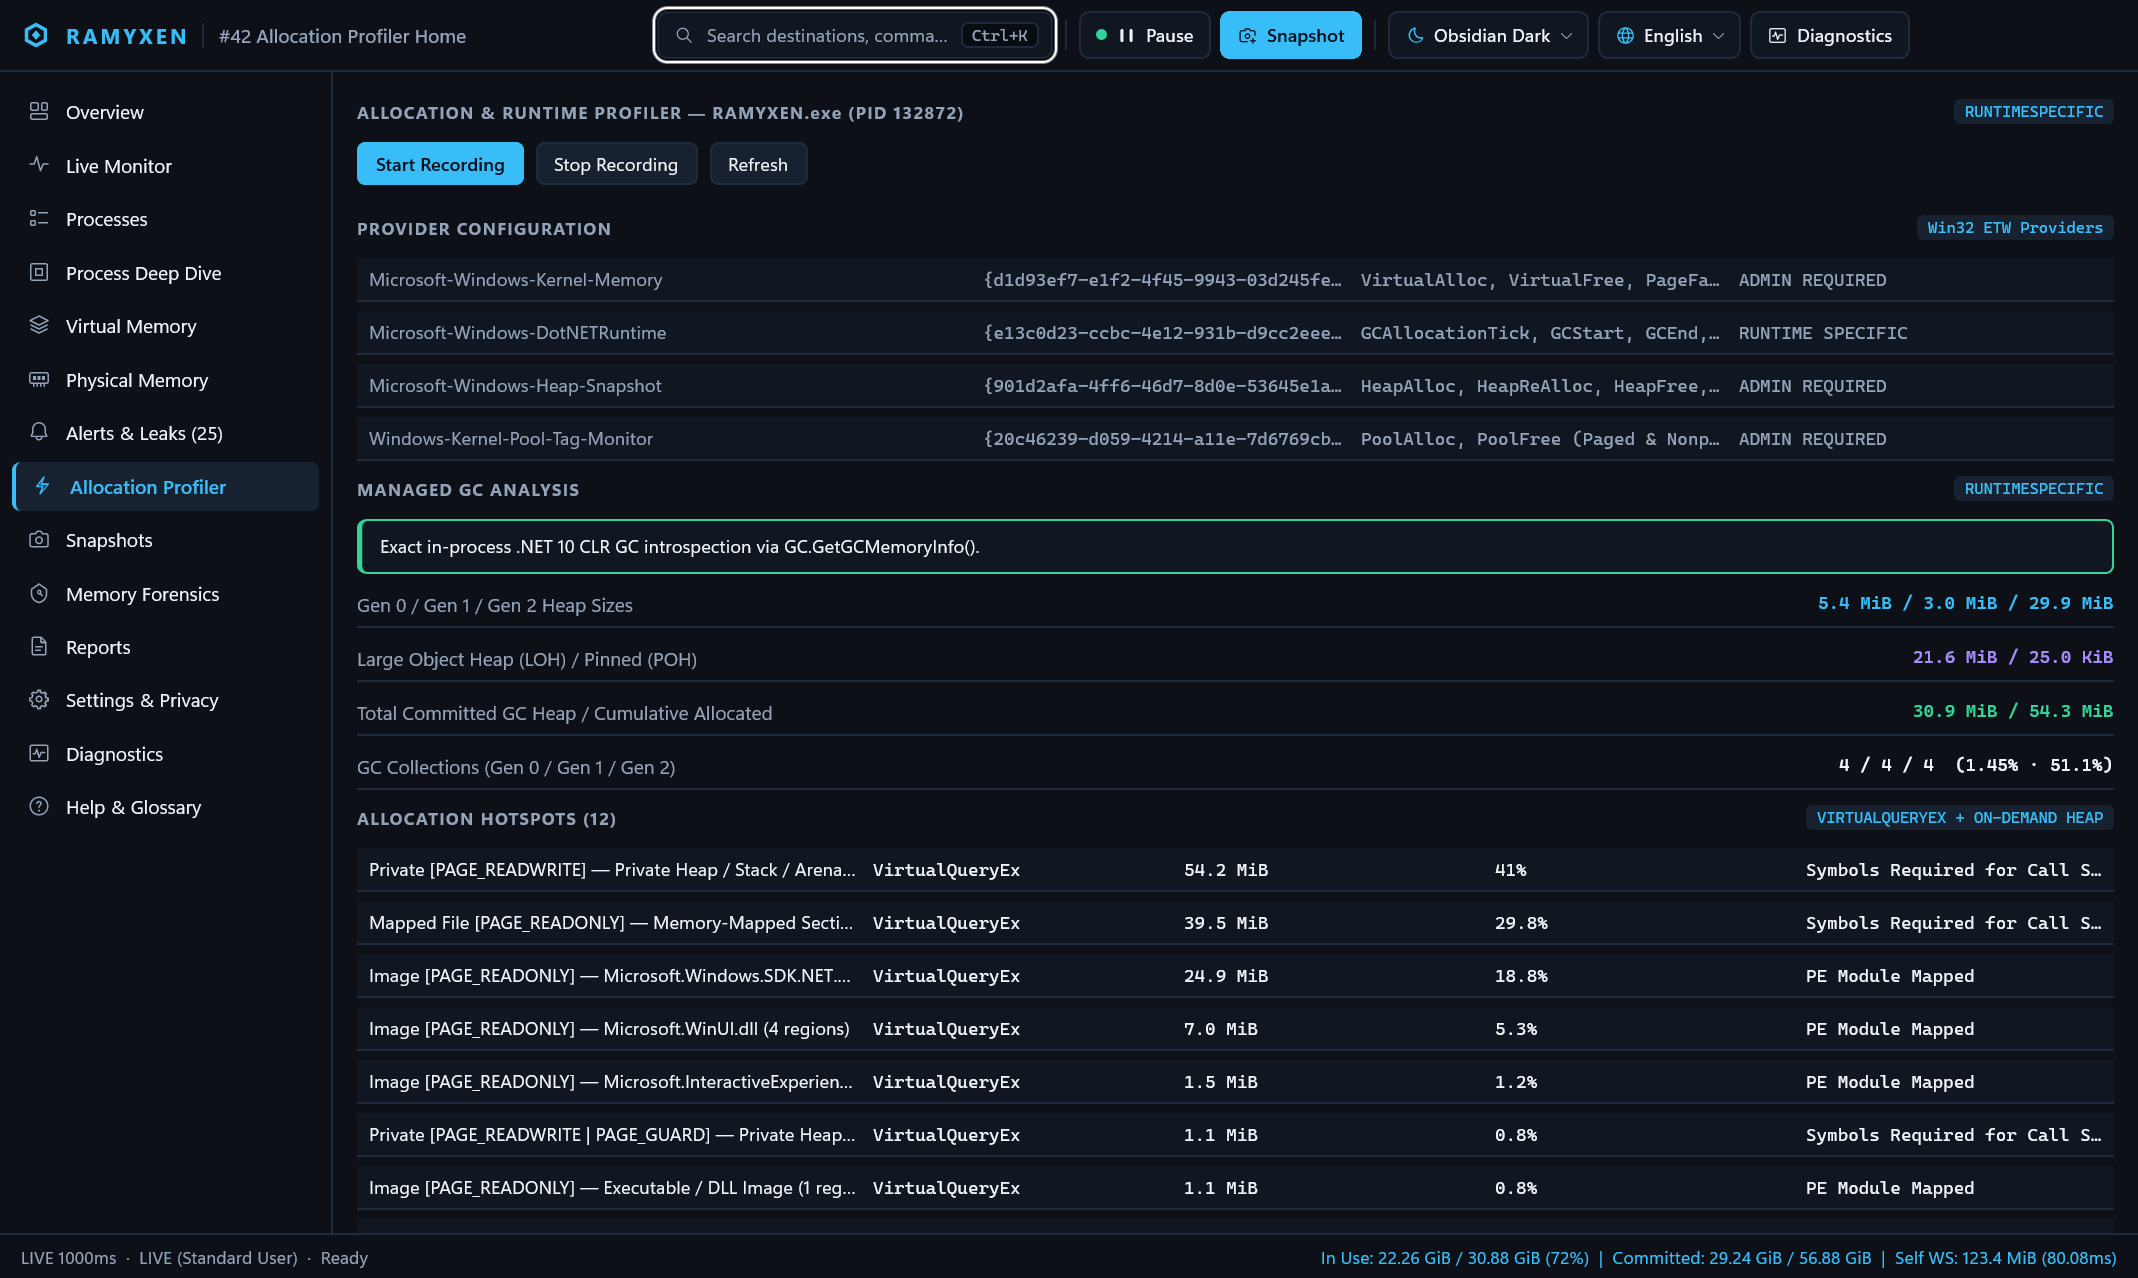 RAMYXEN
#42 Allocation Profiler Home
Search destinations, comma...
Ctrl+K
Pause
Snapshot
Obsidian Dark
English
Diagnostics
Overview
Live Monitor
Processes
Process Deep Dive
Virtual Memory
Physical Memory
Alerts & Leaks (25)
Allocation Profiler
Snapshots
Memory Forensics
Reports
Settings & Privacy
Diagnostics
Help & Glossary
ALLOCATION & RUNTIME PROFILER — RAMYXEN.exe (PID 132872)
RUNTIMESPECIFIC
Start Recording
Stop Recording
Refresh
PROVIDER CONFIGURATION
Win32 ETW Providers
Microsoft-Windows-Kernel-Memory {d1d93ef7-e1f2-4f45-9943-03d245fe… VirtualAlloc, VirtualFree, PageFa… ADMIN REQUIRED
Microsoft-Windows-DotNETRuntime {e13c0d23-ccbc-4e12-931b-d9cc2eee… GCAllocationTick, GCStart, GCEnd,… RUNTIME SPECIFIC
Microsoft-Windows-Heap-Snapshot {901d2afa-4ff6-46d7-8d0e-53645e1a… HeapAlloc, HeapReAlloc, HeapFree,… ADMIN REQUIRED
Windows-Kernel-Pool-Tag-Monitor {20c46239-d059-4214-a11e-7d6769cb… PoolAlloc, PoolFree (Paged & Nonp… ADMIN REQUIRED
MANAGED GC ANALYSIS
RUNTIMESPECIFIC
Exact in-process .NET 10 CLR GC introspection via GC.GetGCMemoryInfo().
Gen 0 / Gen 1 / Gen 2 Heap Sizes 5.4 MiB / 3.0 MiB / 29.9 MiB
Large Object Heap (LOH) / Pinned (POH) 21.6 MiB / 25.0 KiB
Total Committed GC Heap / Cumulative Allocated 30.9 MiB / 54.3 MiB
GC Collections (Gen 0 / Gen 1 / Gen 2) 4 / 4 / 4 (1.45% · 51.1%)
ALLOCATION HOTSPOTS (12)
VIRTUALQUERYEX + ON-DEMAND HEAP
Private [PAGE_READWRITE] — Private Heap / Stack / Arena… VirtualQueryEx 54.2 MiB 41% Symbols Required for Call S…
Mapped File [PAGE_READONLY] — Memory-Mapped Secti… VirtualQueryEx 39.5 MiB 29.8% Symbols Required for Call S…
Image [PAGE_READONLY] — Microsoft.Windows.SDK.NET.… VirtualQueryEx 24.9 MiB 18.8% PE Module Mapped
Image [PAGE_READONLY] — Microsoft.WinUI.dll (4 regions) VirtualQueryEx 7.0 MiB 5.3% PE Module Mapped
Image [PAGE_READONLY] — Microsoft.InteractiveExperien… VirtualQueryEx 1.5 MiB 1.2% PE Module Mapped
Private [PAGE_READWRITE | PAGE_GUARD] — Private Heap… VirtualQueryEx 1.1 MiB 0.8% Symbols Required for Call S…
Image [PAGE_READONLY] — Executable / DLL Image (1 reg… VirtualQueryEx 1.1 MiB 0.8% PE Module Mapped
LIVE 1000ms · LIVE (Standard User) · Ready
In Use: 22.26 GiB / 30.88 GiB (72%) | Committed: 29.24 GiB / 56.88 GiB | Self WS: 123.4 MiB (80.08ms)